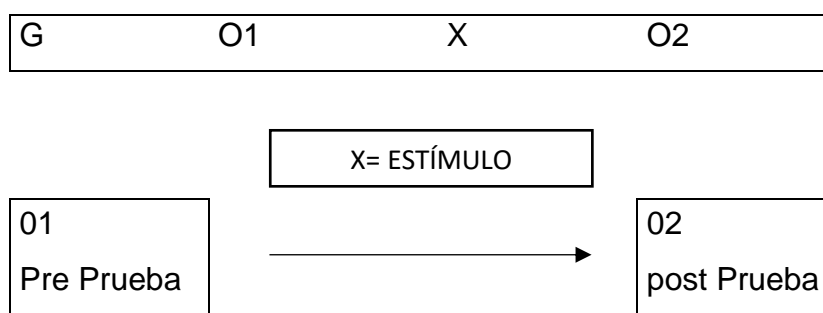 G O1 X O2
X= ESTÍMULO
01
Pre Prueba
02
post Prueba